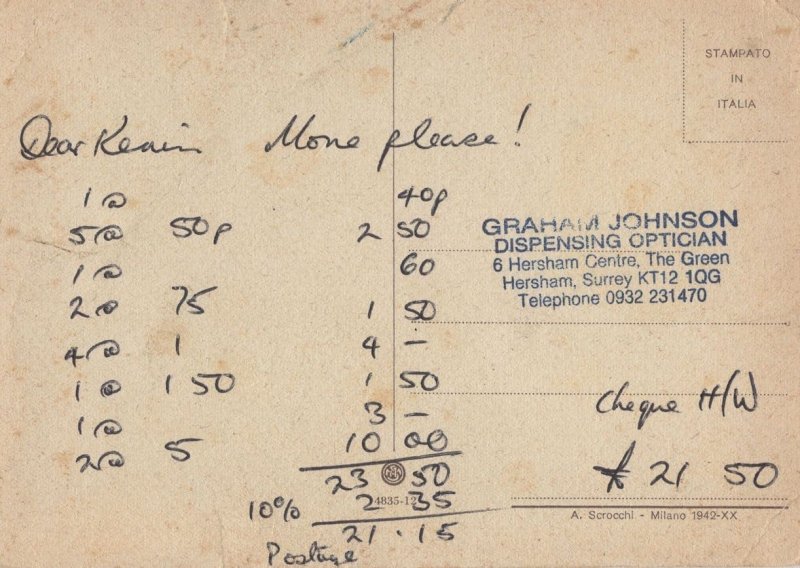 STAMPATO
IN
ITALIA
Dear Kevin More please!
1 @ 40p
5 @ 50p 2 50
1 @ 60
2 @ 75 1 50
4 @ 1 4 -
1 @ 1 50 1 50
1 @ 3 -
2 @ 5 10 00
23 50
10% 2 35
21.15
Postage
GRAHAM JOHNSON
DISPENSING OPTICIAN
6 Hersham Centre, The Green
Hersham, Surrey KT12 1QG
Telephone 0932 231470
Cheque H/W
£ 21 50
4835-12
A. Scrocchi - Milano 1942-XX